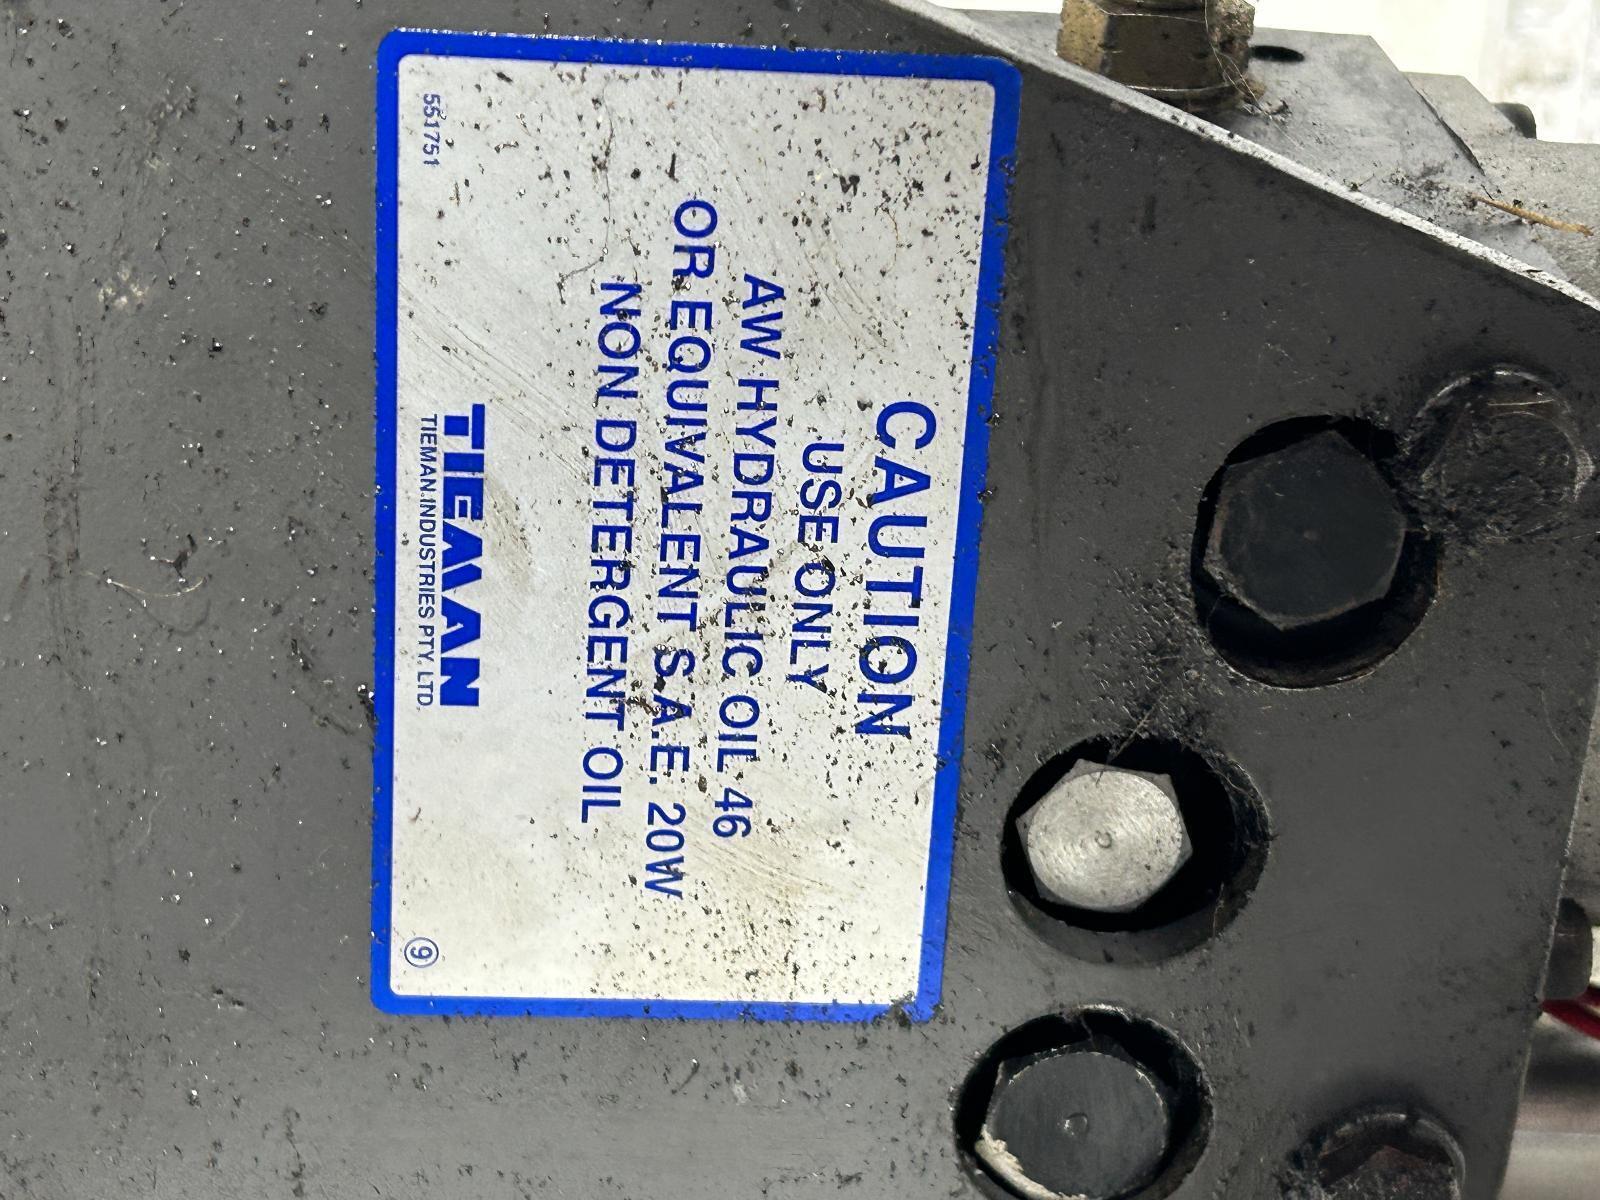 CAUTION
USE ONLY
AW HYDRAULIC OIL 46
OR EQUIVALENT S.A.E. 20W
NON DETERGENT OIL
TIEMAN
TIEMAN INDUSTRIES PTY. LTD.
551751
9